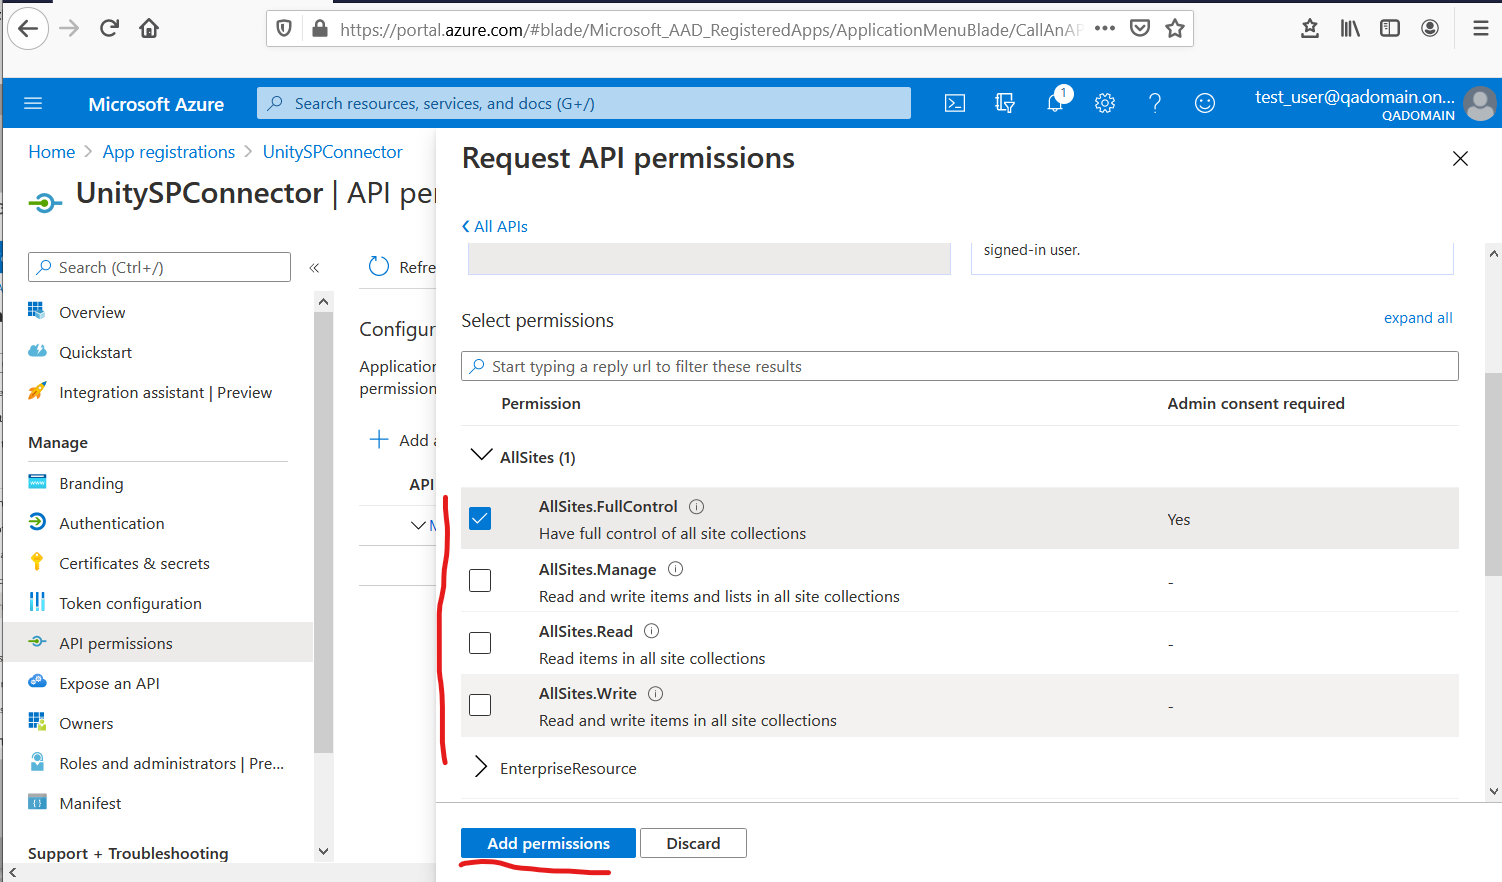 https://portal.azure.com/#blade/Microsoft_AAD_RegisteredApps/ApplicationMenuBlade/CallAnAP
Microsoft Azure
Search resources, services, and docs (G+/)
1
test_user@qadomain.on...
QADOMAIN
Home > App registrations > UnitySPConnector
UnitySPConnector | API per
Search (Ctrl+/)
«
Overview
Quickstart
Integration assistant | Preview
Manage
Branding
Authentication
Certificates & secrets
Token configuration
API permissions
Expose an API
Owners
Roles and administrators | Pre...
Manifest
Support + Troubleshooting
Refre
Configur
Application
permission
Add a
API
M
Request API permissions
All APIs
signed-in user.
Select permissions
expand all
Start typing a reply url to filter these results
Permission Admin consent required
AllSites (1)
AllSites.FullControl
Have full control of all site collections
Yes
AllSites.Manage
Read and write items and lists in all site collections
-
AllSites.Read
Read items in all site collections
-
AllSites.Write
Read and write items in all site collections
-
EnterpriseResource
Add permissions Discard